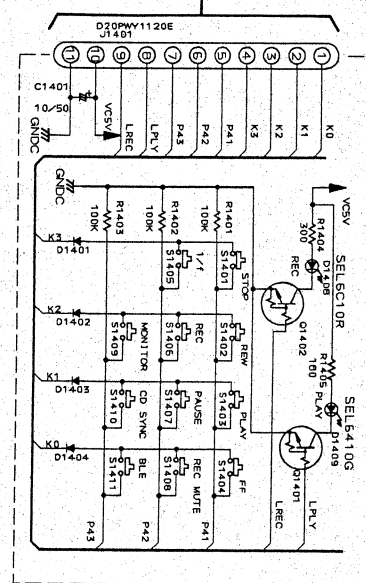 D20PWY1120E
J1401
11 10 9 8 7 6 5 4 3 2 1
C1401
10/50
+
GNDC
VC5V
LREC
LPLY
P43
P42
P41
K3
K2
K1
K0
GNDC
R1403
100K
R1402
100K
R1401
100K
VC5V
R1404
300
D1408
REC
SEL6C10R
Q1402
R1405
160
PLAY
D1409
SEL6410G
Q1401
K3
D1401
1/f
S1405
STOP
S1401
K2
D1402
MONITOR
S1409
REC
S1406
REW
S1402
K1
D1403
CD SYNC
S1410
PAUSE
S1407
PLAY
S1403
K0
D1404
BLE
S1411
REC MUTE
S1408
FF
S1404
P43
P42
P41
LREC
LPLY